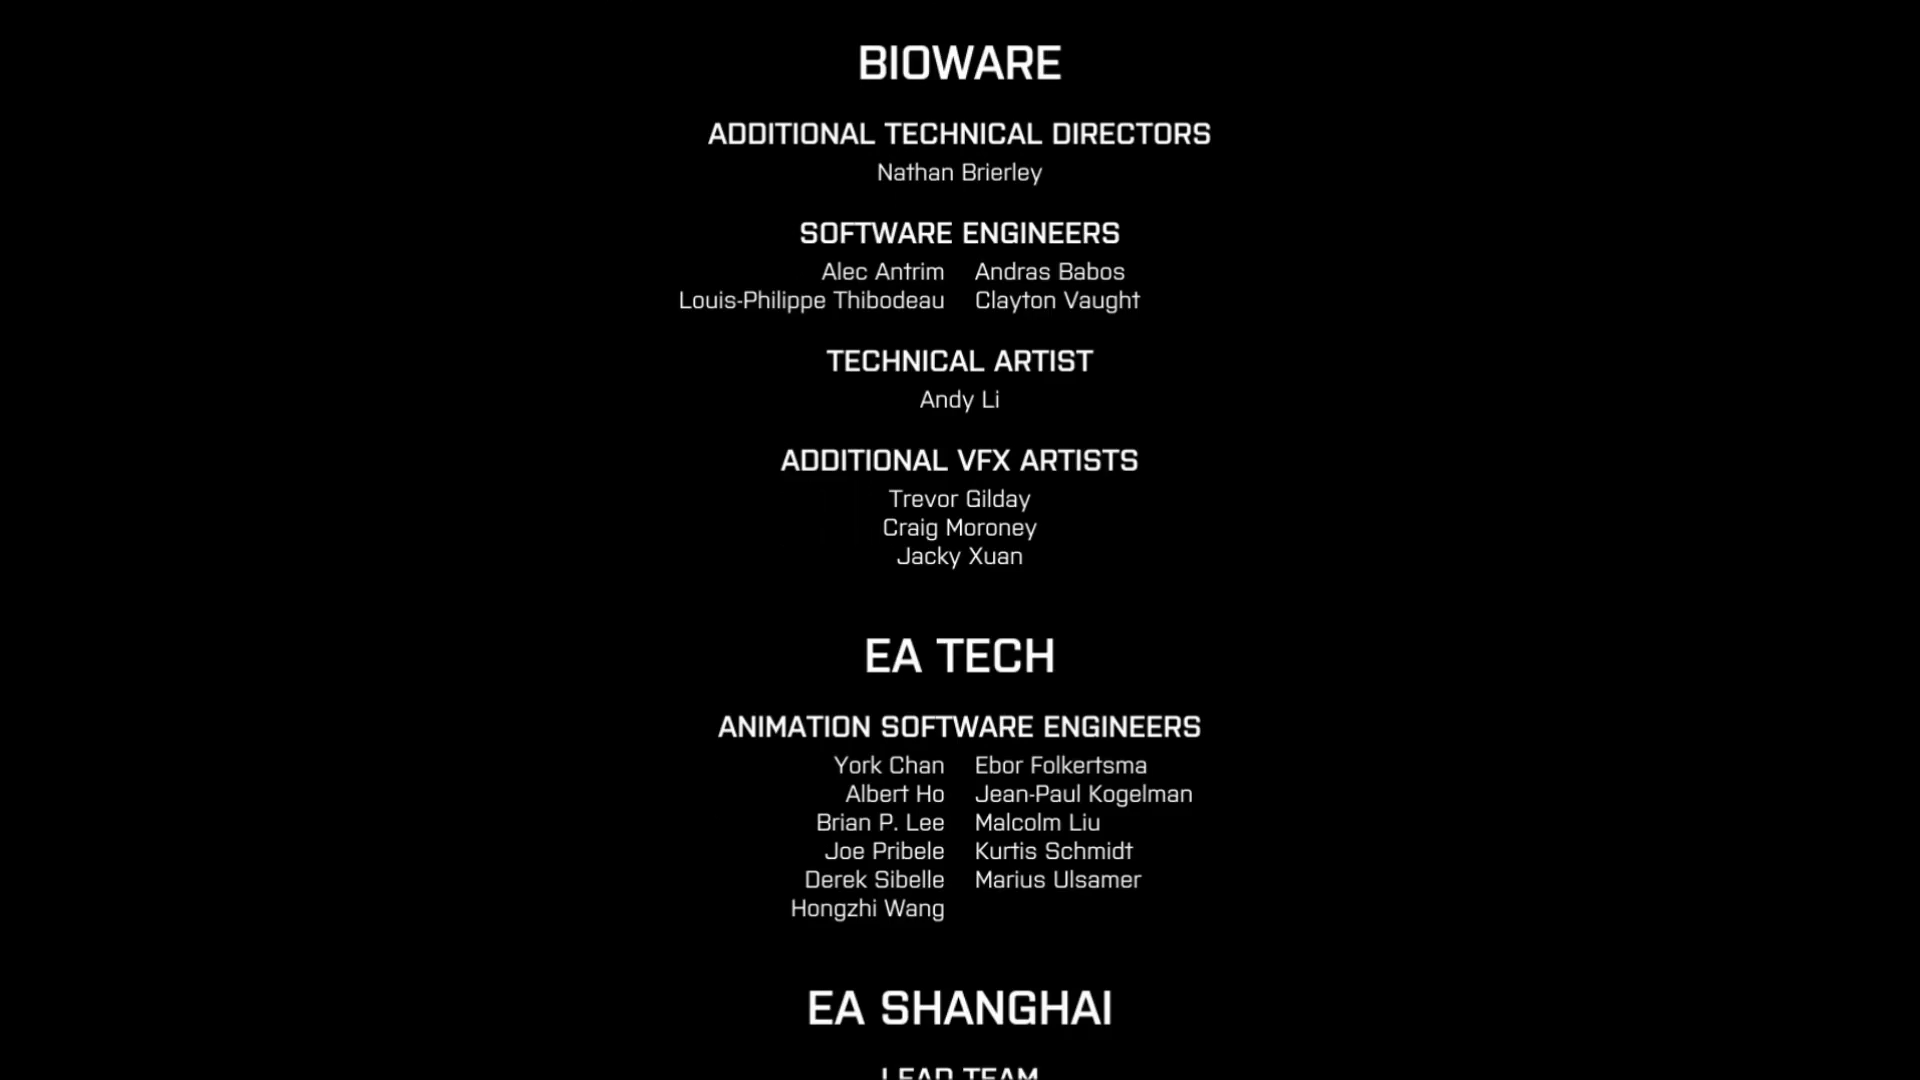 BIOWARE
ADDITIONAL TECHNICAL DIRECTORS
Nathan Brierley
SOFTWARE ENGINEERS
Alec Antrim Andras Babos
Louis-Philippe Thibodeau Clayton Vaught
TECHNICAL ARTIST
Andy Li
ADDITIONAL VFX ARTISTS
Trevor Gilday
Craig Moroney
Jacky Xuan
EA TECH
ANIMATION SOFTWARE ENGINEERS
York Chan Ebor Folkertsma
Albert Ho Jean-Paul Kogelman
Brian P. Lee Malcolm Liu
Joe Pribele Kurtis Schmidt
Derek Sibelle Marius Ulsamer
Hongzhi Wang
EA SHANGHAI
LEAD TEAM